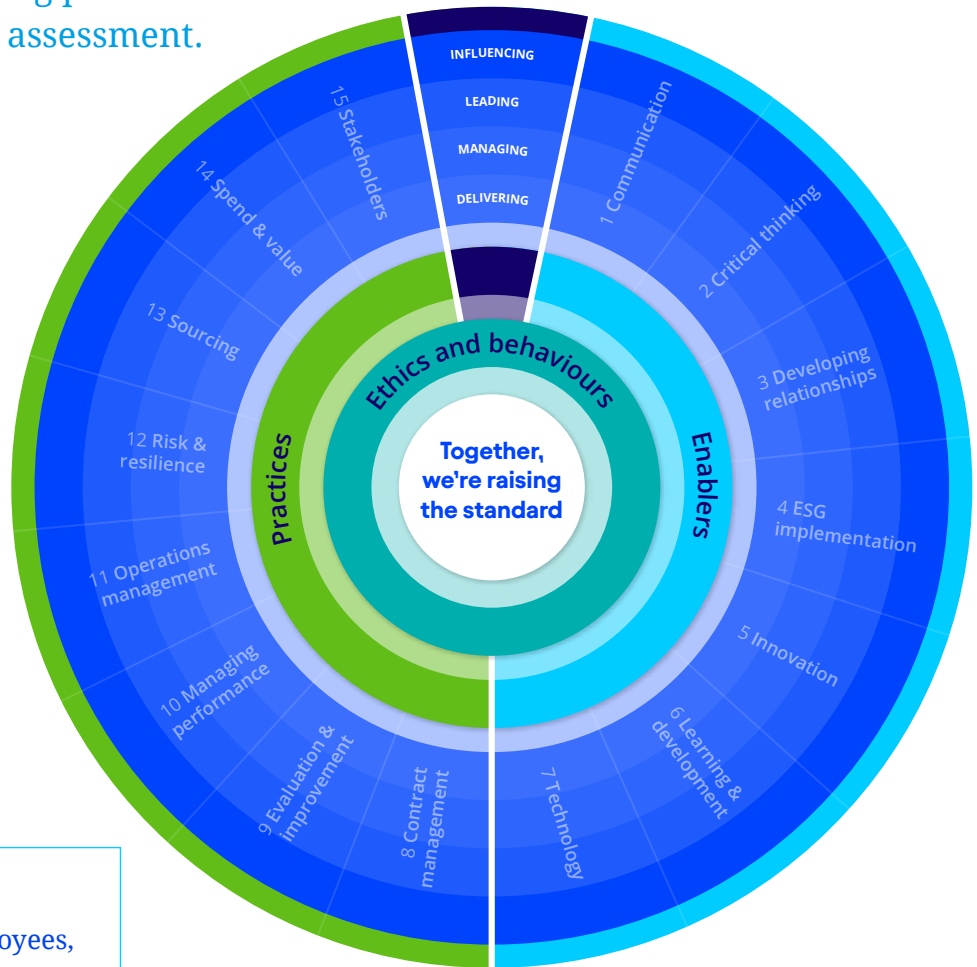 assessment.
INFLUENCING
LEADING
MANAGING
DELIVERING
1 Communication
2 Critical thinking
3 Developing
relationships
4 ESG
implementation
5 Innovation
6 Learning &
development
7 Technology
8 Contract
management
9 Evaluation &
improvement
10 Managing
performance
11 Operations
management
12 Risk &
resilience
13 Sourcing
14 Spend & value
15 Stakeholders
Practices
Ethics and behaviours
Enablers
Together,
we're raising
the standard